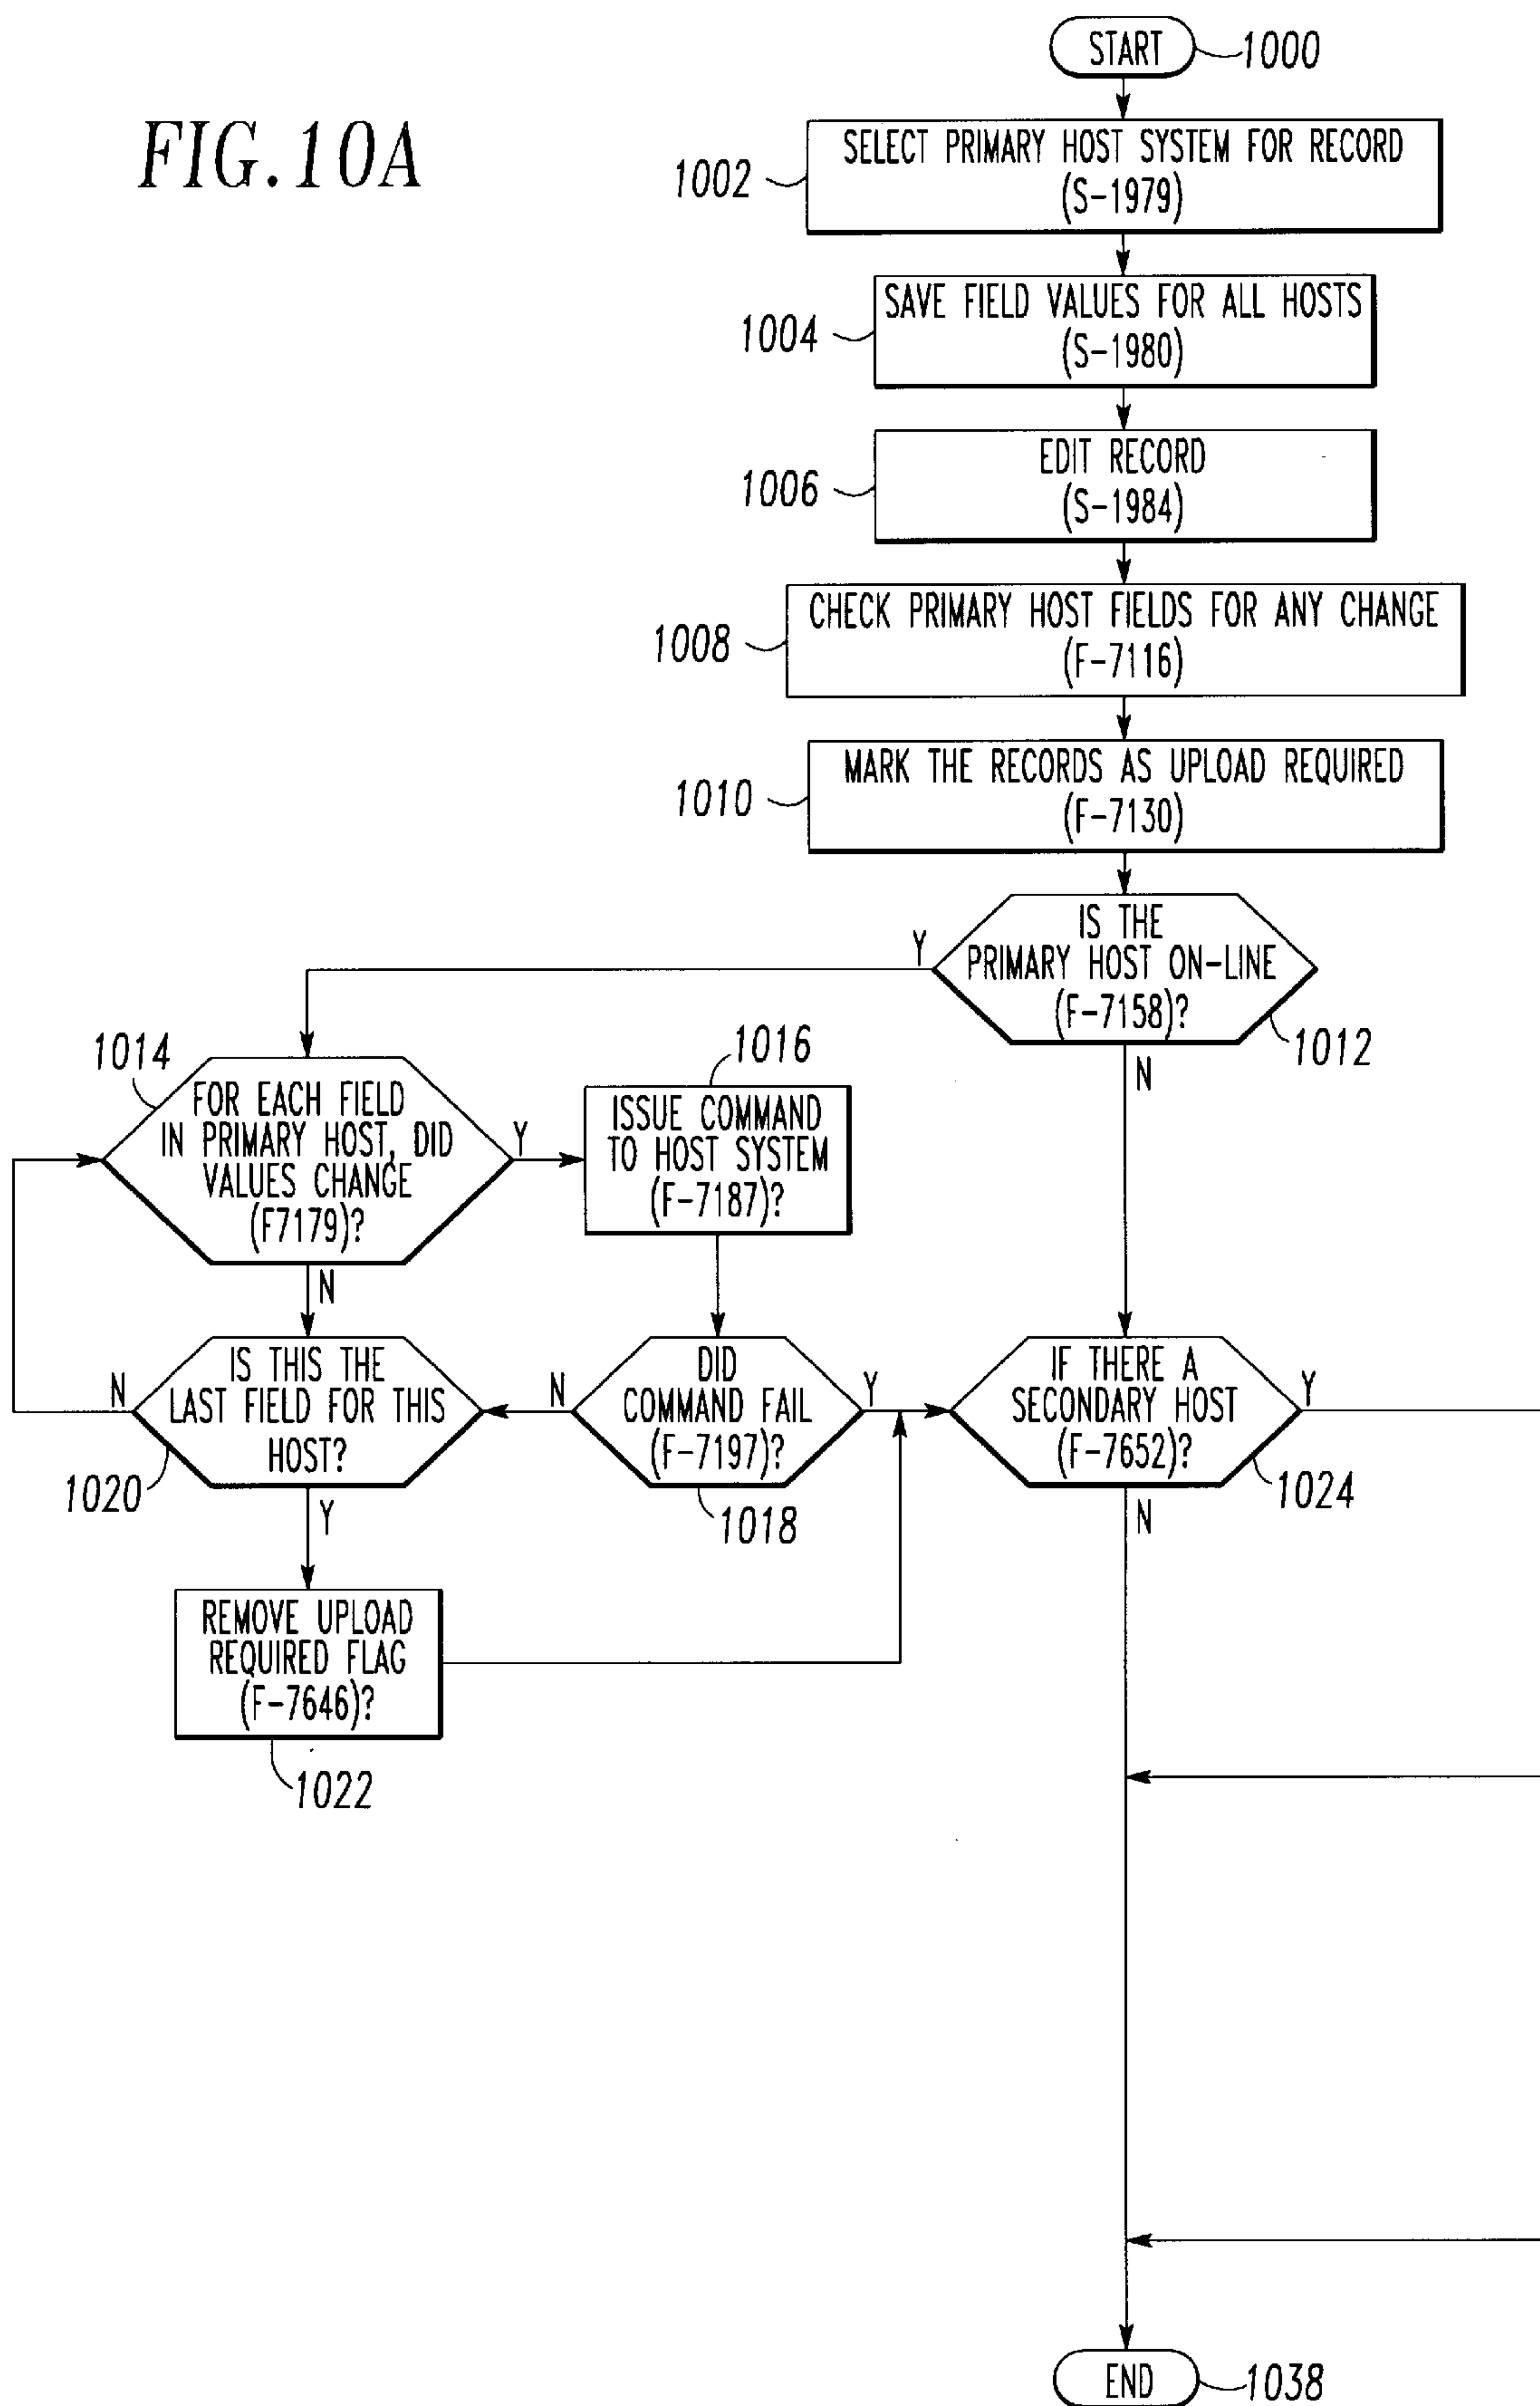 FIG. 10A
START
1000
SELECT PRIMARY HOST SYSTEM FOR RECORD
(S-1979)
1002
SAVE FIELD VALUES FOR ALL HOSTS
(S-1980)
1004
EDIT RECORD
(S-1984)
1006
CHECK PRIMARY HOST FIELDS FOR ANY CHANGE
(F-7116)
1008
MARK THE RECORDS AS UPLOAD REQUIRED
(F-7130)
1010
IS THE
PRIMARY HOST ON-LINE
(F-7158)?
1012
Y
N
1014
FOR EACH FIELD
IN PRIMARY HOST, DID
VALUES CHANGE
(F7179)?
Y
N
1016
ISSUE COMMAND
TO HOST SYSTEM
(F-7187)?
IS THIS THE
LAST FIELD FOR THIS
HOST?
N
Y
1020
DID
COMMAND FAIL
(F-7197)?
N
Y
1018
IF THERE A
SECONDARY HOST
(F-7652)?
Y
N
1024
REMOVE UPLOAD
REQUIRED FLAG
(F-7646)?
1022
END
1038